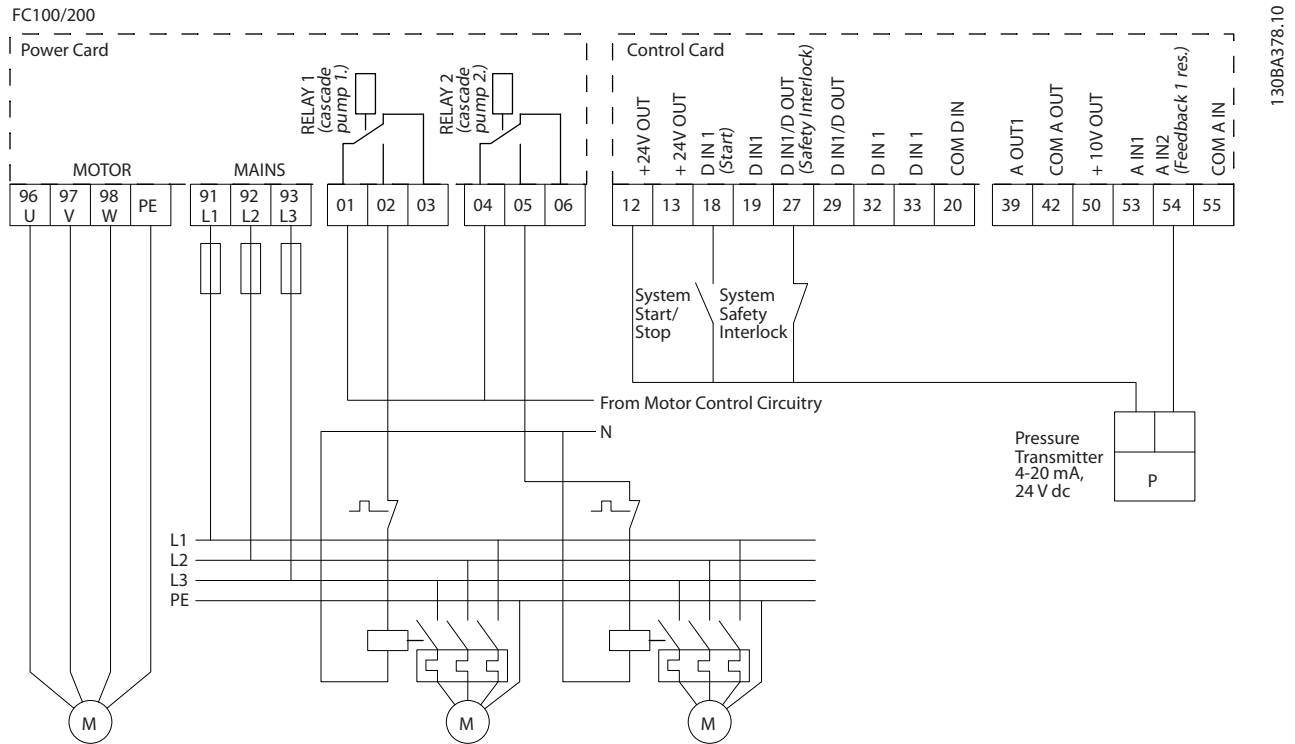 FC100/200
130BA378.10
Power Card
Control Card
RELAY 1
(cascade
pump 1.)
RELAY 2
(cascade
pump 2.)
+24V OUT
+ 24V OUT
D IN 1
(Start)
D IN1
D IN1/D OUT
(Safety Interlock)
D IN1/D OUT
D IN 1
D IN 1
COM D IN
A OUT1
COM A OUT
+ 10V OUT
A IN1
A IN2
(Feedback 1 res.)
COM A IN
MOTOR
MAINS
96 97 98 PE
U V W
91 92 93
L1 L2 L3
01 02 03
04 05 06
12 13 18 19 27 29 32 33 20
39 42 50 53 54 55
System
Start/
Stop
System
Safety
Interlock
From Motor Control Circuitry
N
Pressure
Transmitter
4-20 mA,
24 V dc
P
L1
L2
L3
PE
M M M